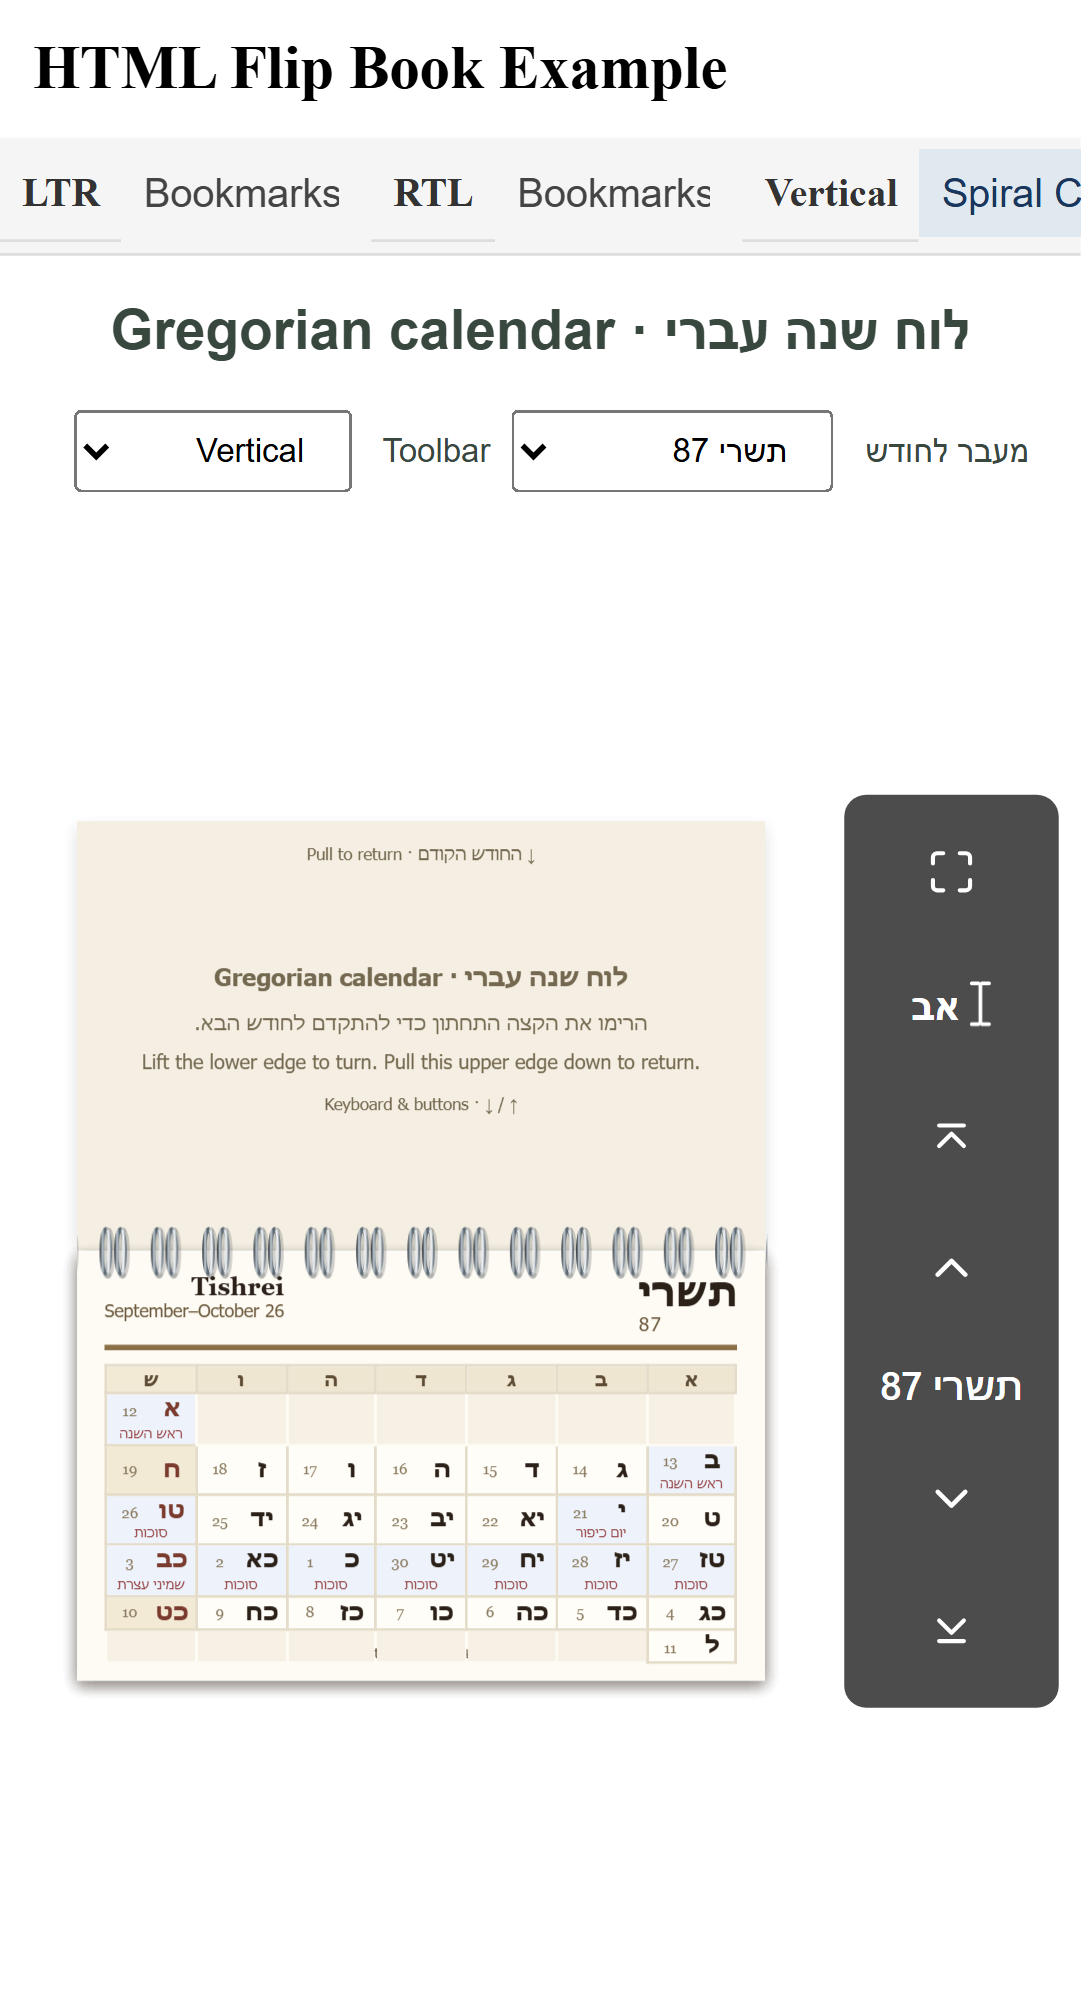 HTML Flip Book Example
LTR Bookmarks RTL Bookmarks Vertical Spiral C
לוח שנה עברי · Gregorian calendar
מעבר לחודש תשרי 87 Toolbar Vertical
↓ החודש הקודם · Pull to return
לוח שנה עברי · Gregorian calendar
הרימו את הקצה התחתון כדי להתקדם לחודש הבא.
Lift the lower edge to turn. Pull this upper edge down to return.
Keyboard & buttons · ↓ / ↑
תשרי Tishrei
87 September–October 26
א ב ג ד ה ו ש
א 12
ראש השנה
ב 13 ג 14 ד 15 ה 16 ו 17 ז 18 ח 19
ראש השנה
ט 20 י 21 יא 22 יב 23 יג 24 יד 25 טו 26
יום כיפור סוכות
טז 27 יז 28 יח 29 יט 30 כ 1 כא 2 כב 3
סוכות סוכות סוכות סוכות סוכות סוכות שמיני עצרת
כג 4 כד 5 כה 6 כו 7 כז 8 כח 9 כט 10
ל 11
אב
תשרי 87